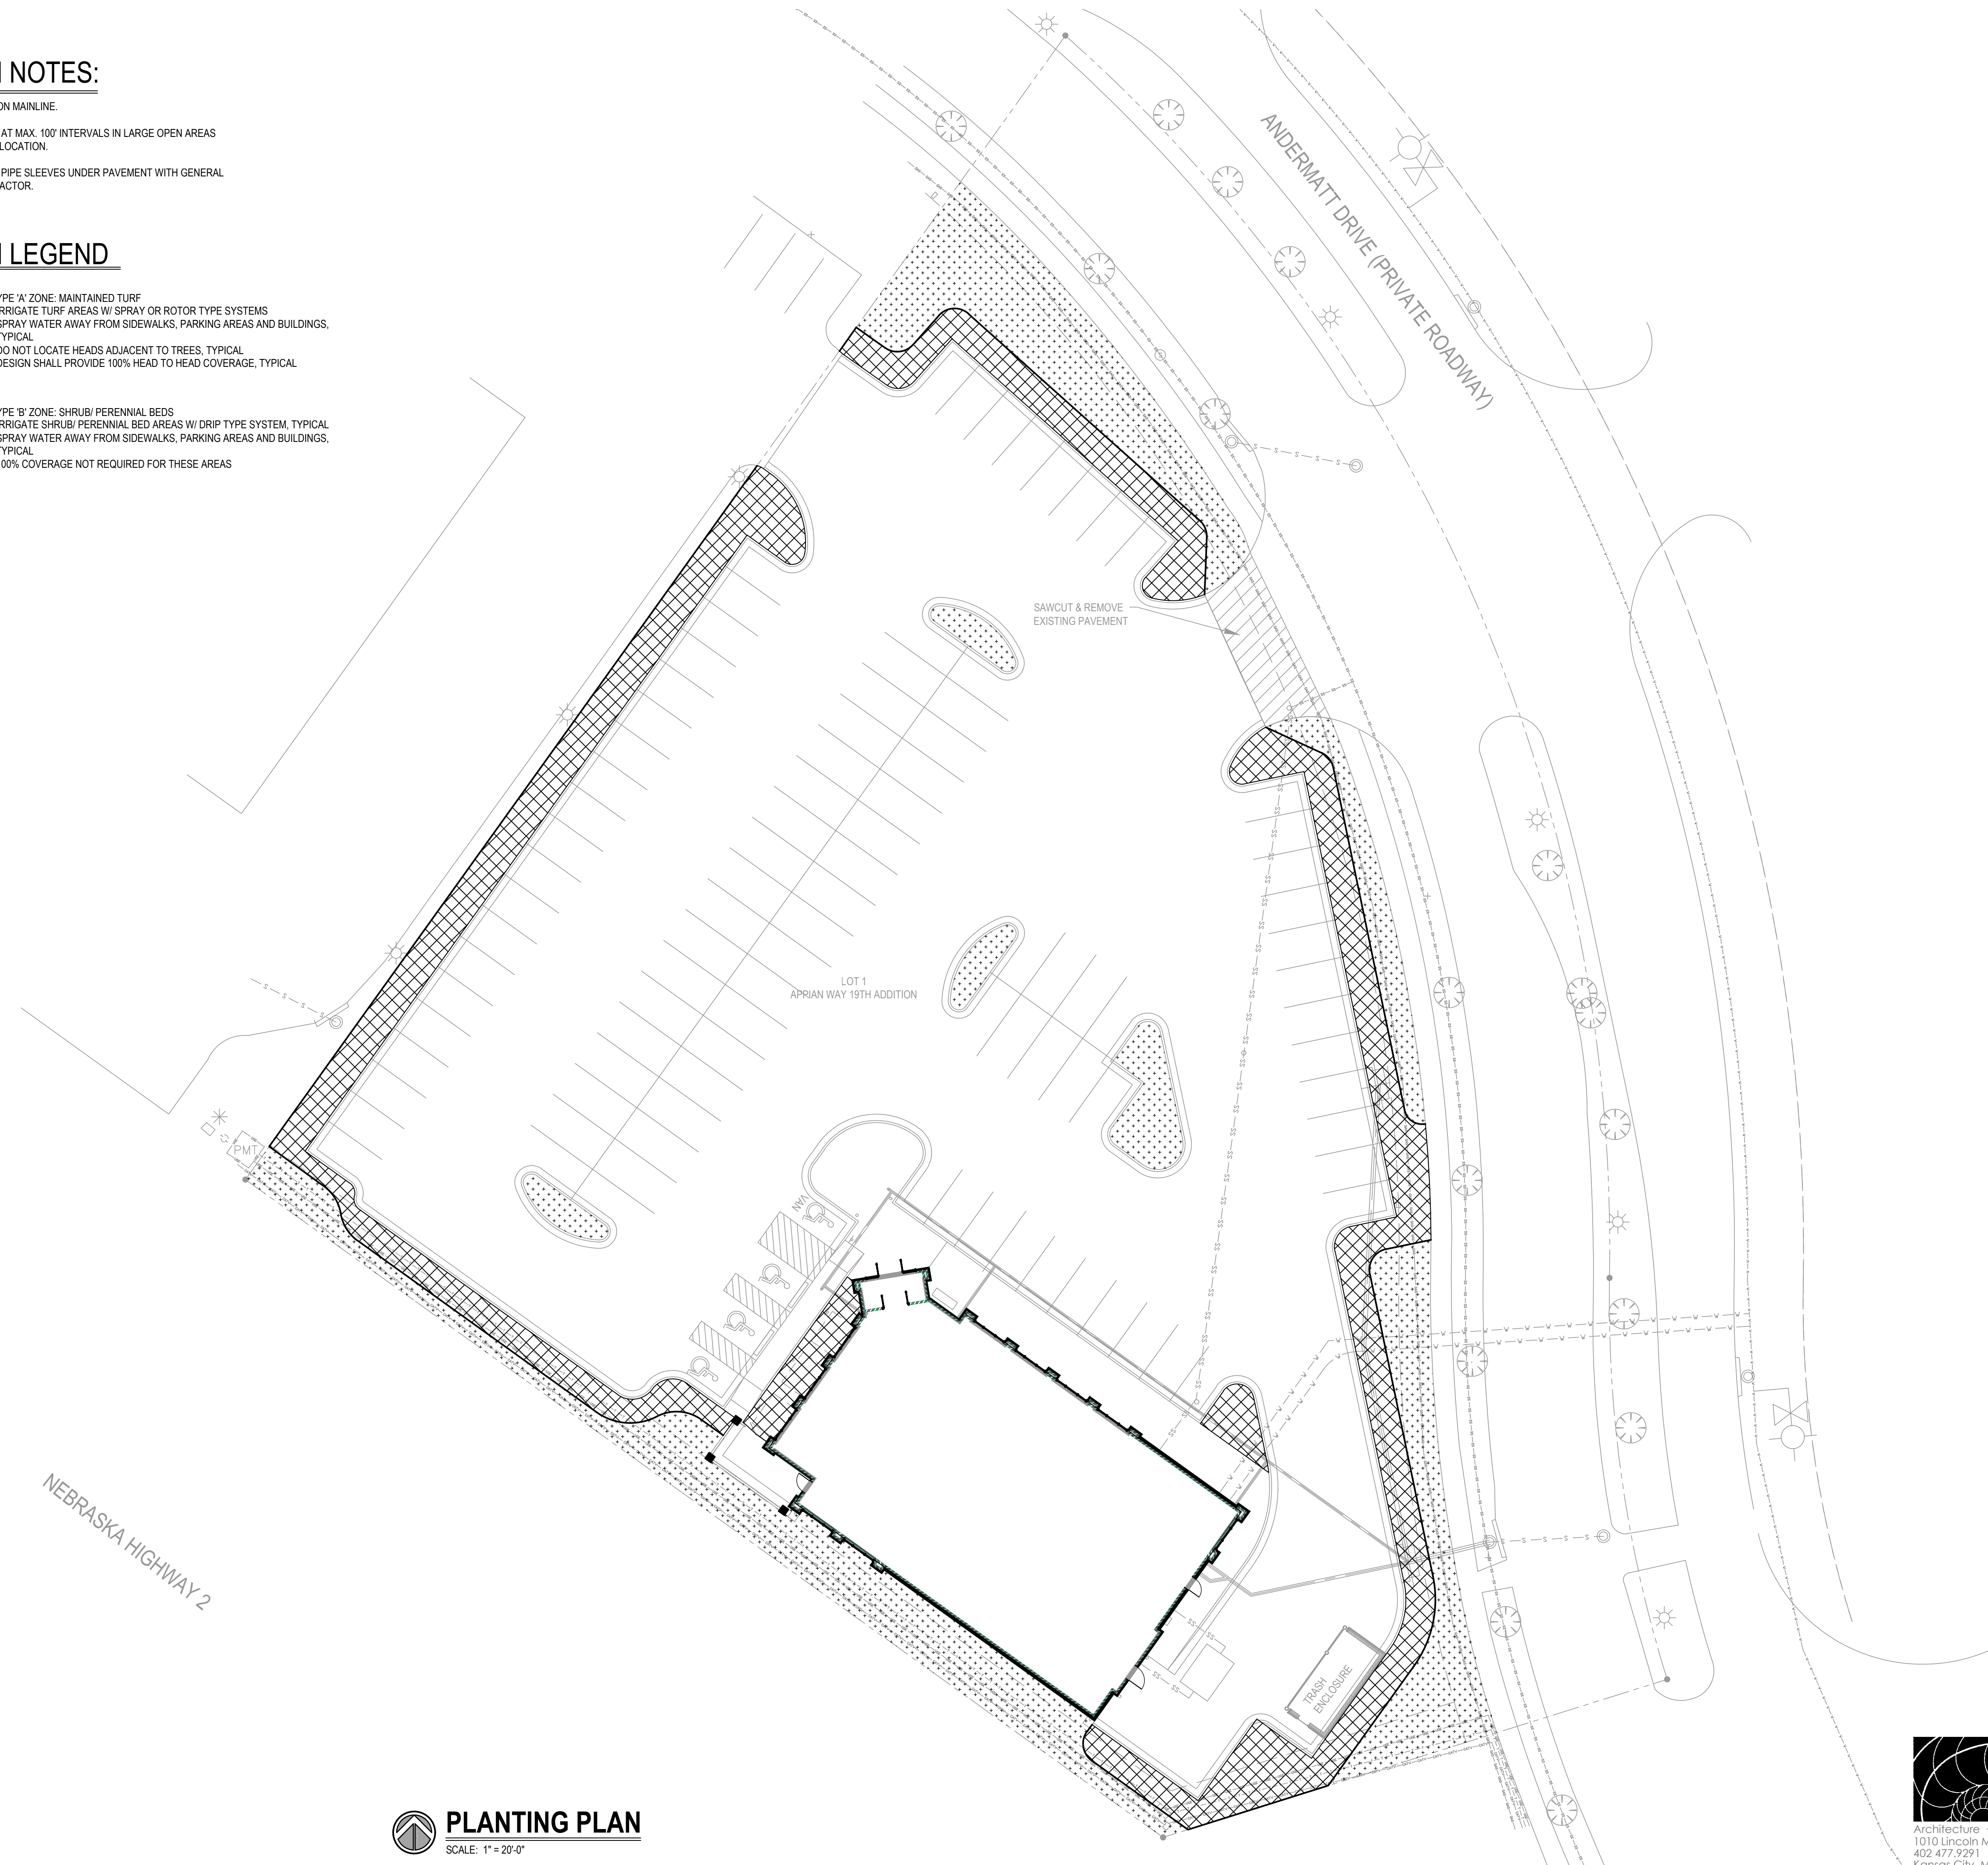 NOTES:
ON MAINLINE.
AT MAX. 100' INTERVALS IN LARGE OPEN AREAS
LOCATION.
PIPE SLEEVES UNDER PAVEMENT WITH GENERAL
ACTOR.
LEGEND
YPE 'A' ZONE: MAINTAINED TURF
RRIGATE TURF AREAS W/ SPRAY OR ROTOR TYPE SYSTEMS
SPRAY WATER AWAY FROM SIDEWALKS, PARKING AREAS AND BUILDINGS,
TYPICAL
DO NOT LOCATE HEADS ADJACENT TO TREES, TYPICAL
DESIGN SHALL PROVIDE 100% HEAD TO HEAD COVERAGE, TYPICAL
YPE 'B' ZONE: SHRUB/ PERENNIAL BEDS
RRIGATE SHRUB/ PERENNIAL BED AREAS W/ DRIP TYPE SYSTEM, TYPICAL
SPRAY WATER AWAY FROM SIDEWALKS, PARKING AREAS AND BUILDINGS,
TYPICAL
00% COVERAGE NOT REQUIRED FOR THESE AREAS
ANDERMATT DRIVE (PRIVATE ROADWAY)
SAWCUT & REMOVE
EXISTING PAVEMENT
LOT 1
APPIAN WAY 19TH ADDITION
PMT
VAN
NEBRASKA HIGHWAY 2
TRASH
ENCLOSURE
PLANTING PLAN
SCALE: 1" = 20'-0"
Architecture
1010 Lincoln M
402 477.9291
Kansas City,